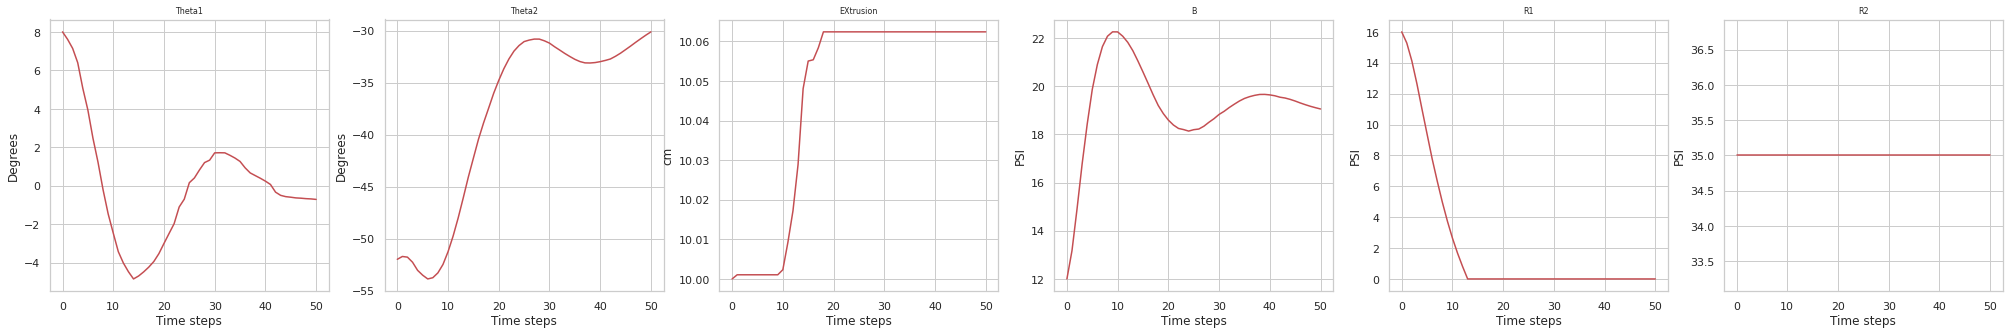 Theta1
8
6
4
2
0
−2
−4
Degrees
0 10 20 30 40 50
Time steps
Theta2
−30
−35
−40
−45
−50
−55
Degrees
0 10 20 30 40 50
Time steps
EXtrusion
10.06
10.05
10.04
10.03
10.02
10.01
10.00
cm
0 10 20 30 40 50
Time steps
B
22
20
18
16
14
12
PSI
0 10 20 30 40 50
Time steps
R1
16
14
12
10
8
6
4
2
0
PSI
0 10 20 30 40 50
Time steps
R2
36.5
36.0
35.5
35.0
34.5
34.0
33.5
PSI
0 10 20 30 40 50
Time steps